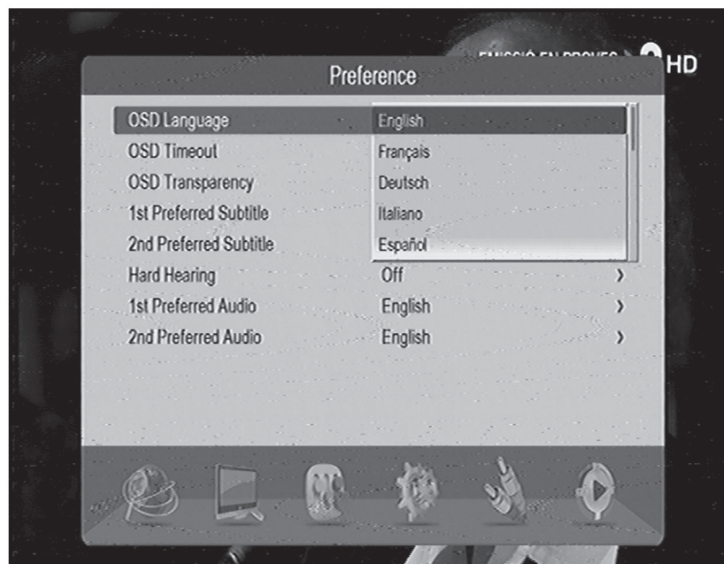 HD
Preference
OSD Language English
OSD Timeout Français
OSD Transparency Deutsch
1st Preferred Subtitle Italiano
2nd Preferred Subtitle Español
Hard Hearing Off
1st Preferred Audio English
2nd Preferred Audio English